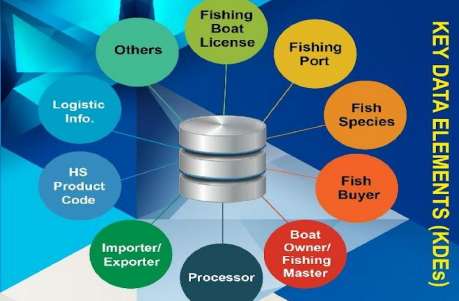 Fishing
Boat
License
Fishing
Port
Fish
Species
Fish
Buyer
Boat
Owner/
Fishing
Master
Processor
Importer/
Exporter
HS
Product
Code
Logistic
Info.
Others
KEY DATA ELEMENTS (KDEs)